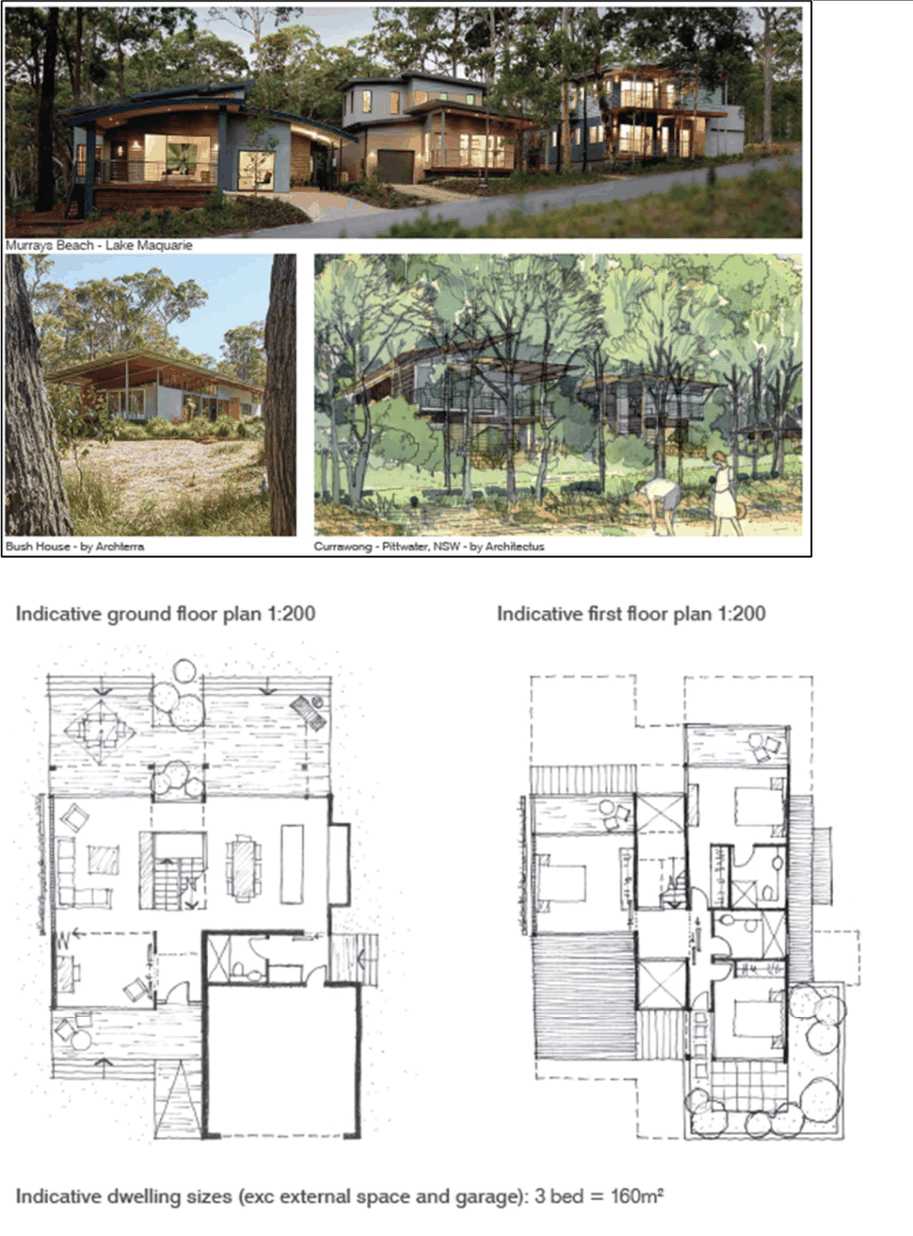 Murrays Beach - Lake Maquarie
Bush House - by Archterra
Currawong - Pittwater, NSW - by Architectus
Indicative ground floor plan 1:200
Indicative first floor plan 1:200
Indicative dwelling sizes (exc external space and garage): 3 bed = 160m²